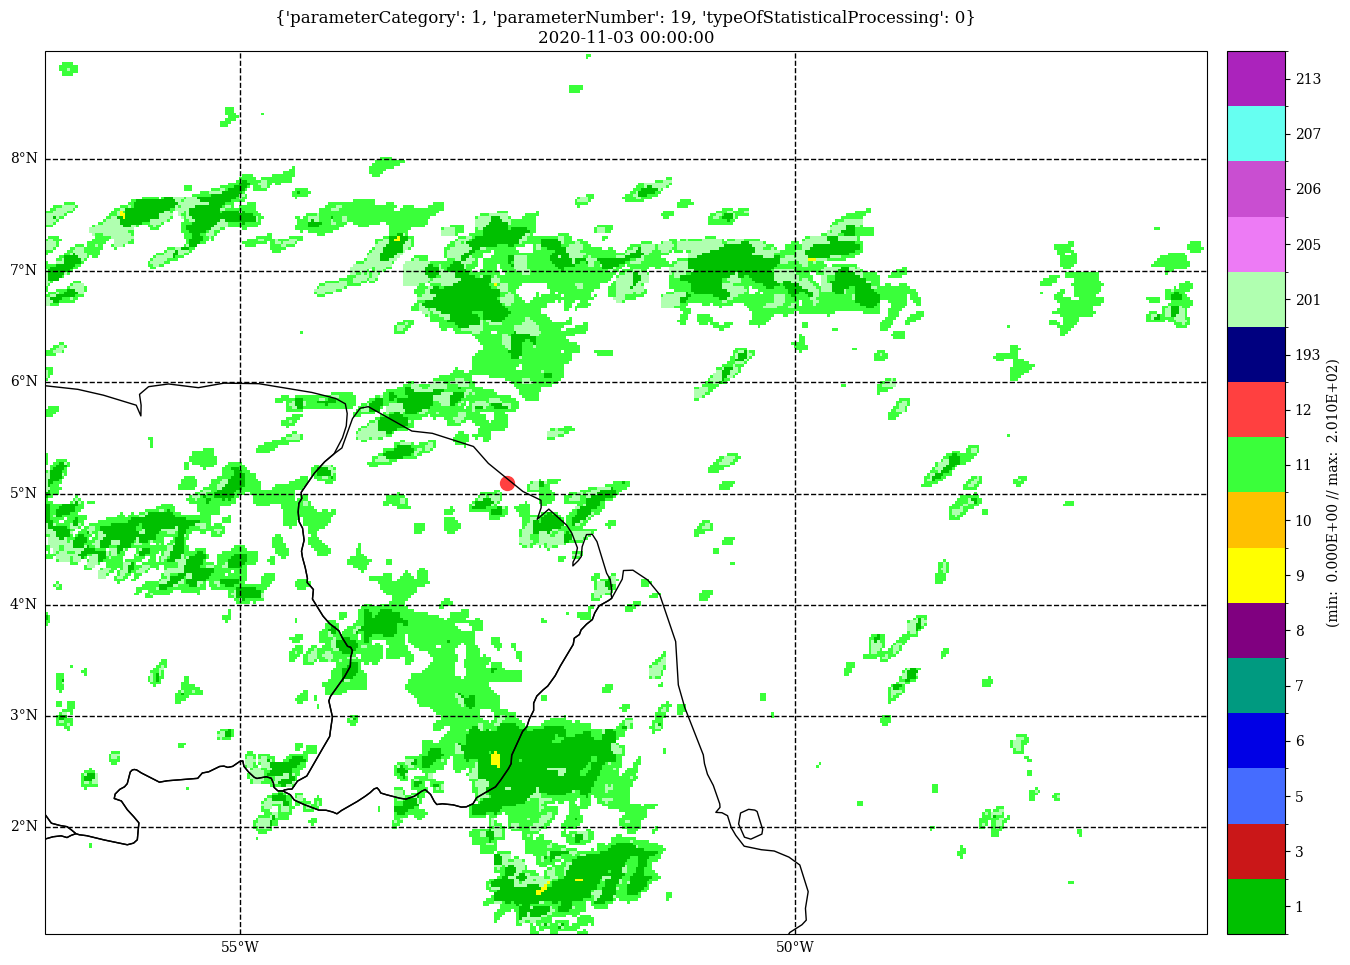 {'parameterCategory': 1, 'parameterNumber': 19, 'typeOfStatisticalProcessing': 0}
2020-11-03 00:00:00
8°N
7°N
6°N
5°N
4°N
3°N
2°N
55°W
50°W
213
207
206
205
201
193
12
11
10
9
8
7
6
5
3
1
(min: 0.000E+00 // max: 2.010E+02)